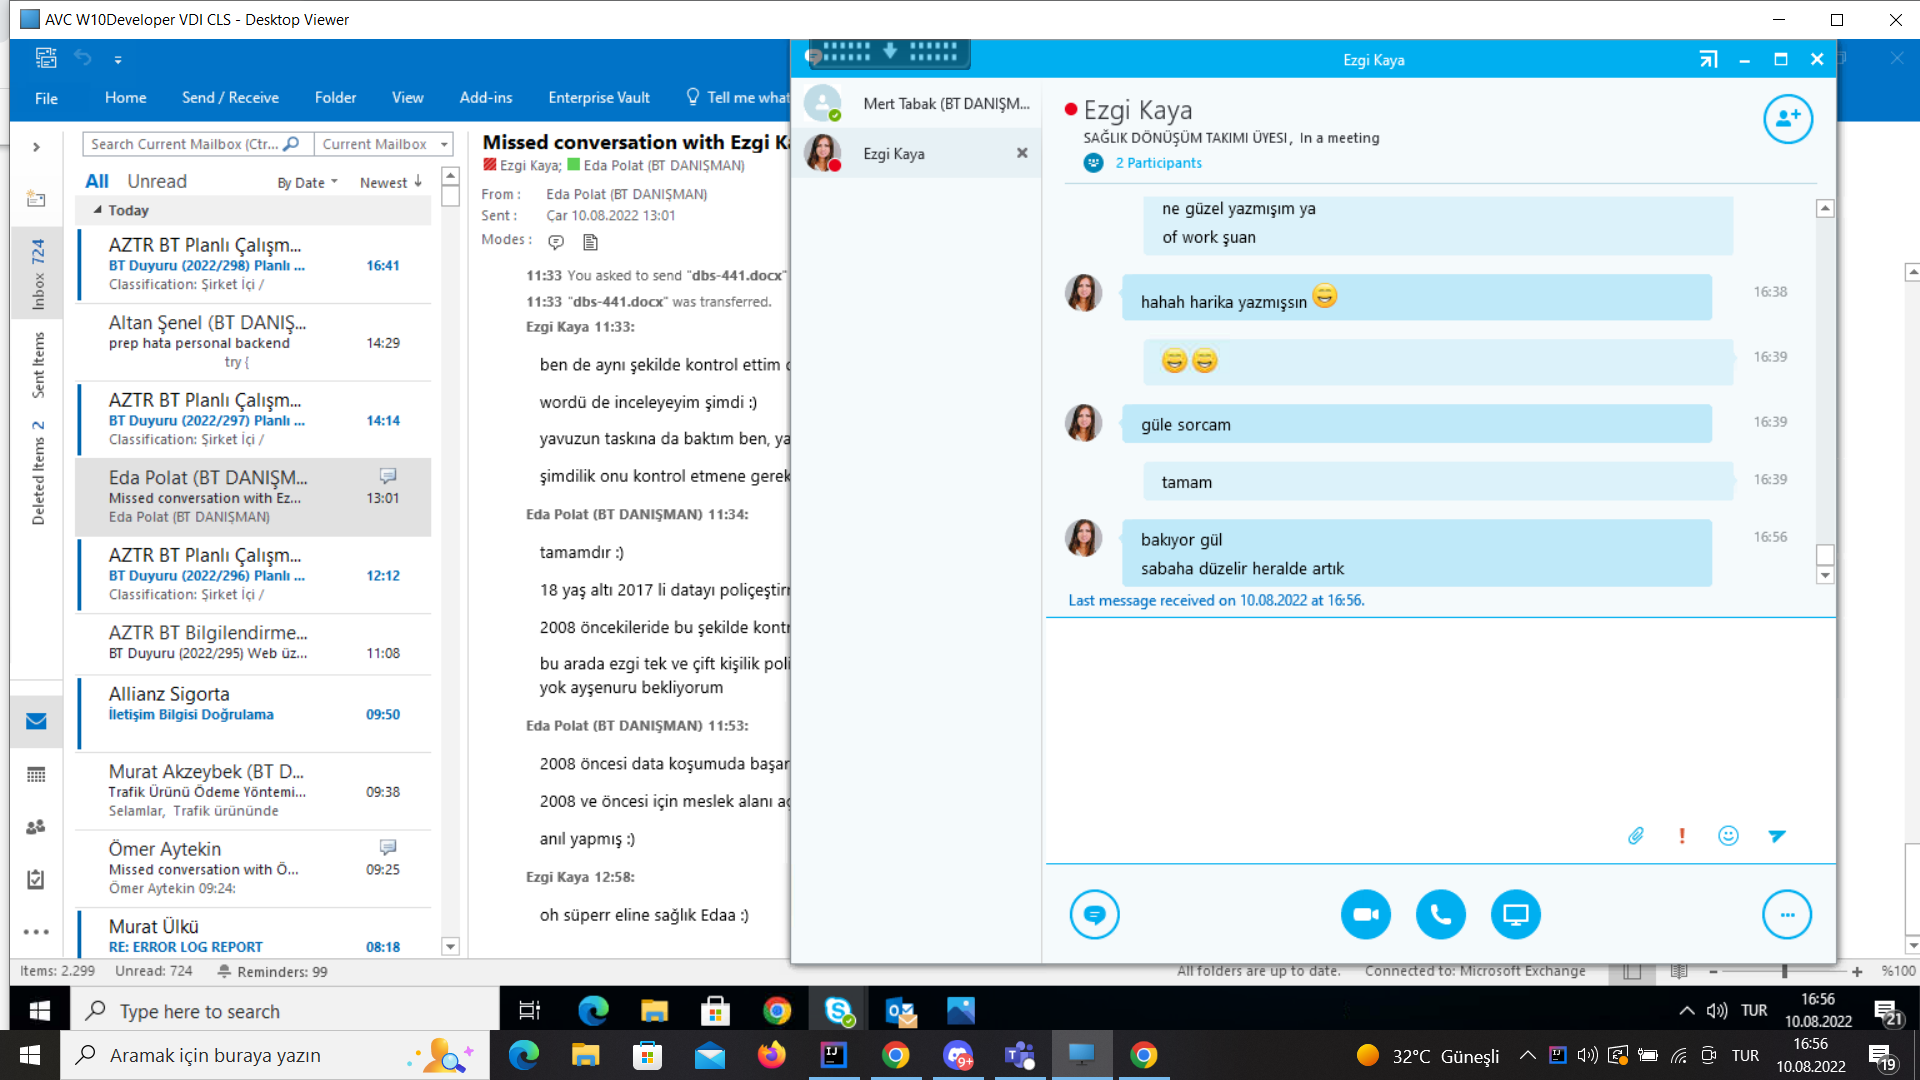 AVC W10Developer VDI CLS - Desktop Viewer
File
Home
Send / Receive
Folder
View
Add-ins
Enterprise Vault
Tell me what
Search Current Mailbox (Ctr...
Current Mailbox
All
Unread
By Date
Newest
Today
Inbox 724
Sent Items
Deleted Items 2
AZTR BT Planlı Çalışm...
BT Duyuru (2022/298) Planlı ...
16:41
Classification: Şirket İçi /
Altan Şenel (BT DANIŞ...
prep hata personal backend
14:29
try {
AZTR BT Planlı Çalışm...
BT Duyuru (2022/297) Planlı ...
14:14
Classification: Şirket İçi /
Eda Polat (BT DANIŞM...
Missed conversation with Ez...
13:01
Eda Polat (BT DANIŞMAN)
AZTR BT Planlı Çalışm...
BT Duyuru (2022/296) Planlı ...
12:12
Classification: Şirket İçi /
AZTR BT Bilgilendirme...
BT Duyuru (2022/295) Web üz...
11:08
Allianz Sigorta
İletişim Bilgisi Doğrulama
09:50
Murat Akzeybek (BT D...
Trafik Ürünü Ödeme Yöntemi...
09:38
Selamlar, Trafik ürününde
Ömer Aytekin
Missed conversation with Ö...
09:25
Ömer Aytekin 09:24:
Murat Ülkü
RE: ERROR LOG REPORT
08:18
Missed conversation with Ezgi K
Ezgi Kaya; Eda Polat (BT DANIŞMAN)
From : Eda Polat (BT DANIŞMAN)
Sent : Çar 10.08.2022 13:01
Modes :
11:33 You asked to send "dbs-441.docx"
11:33 "dbs-441.docx" was transferred.
Ezgi Kaya 11:33:
ben de aynı şekilde kontrol ettim
wordü de inceleyeyim şimdi :)
yavuzun taskına da baktım ben, ya
şimdilik onu kontrol etmene gerek
Eda Polat (BT DANIŞMAN) 11:34:
tamamdır :)
18 yaş altı 2017 li datayı poliçeştir
2008 öncekileride bu şekilde kont
bu arada ezgi tek ve çift kişilik poli
yok ayşenuru bekliyorum
Eda Polat (BT DANIŞMAN) 11:53:
2008 öncesi data koşumuda başar
2008 ve öncesi için meslek alanı a
anıl yapmış :)
Ezgi Kaya 12:58:
oh süperr eline sağlık Edaa :)
Ezgi Kaya
Mert Tabak (BT DANIŞM...
Ezgi Kaya
Ezgi Kaya
SAĞLIK DÖNÜŞÜM TAKIMI ÜYESI, In a meeting
2 Participants
ne güzel yazmışım ya
of work şuan
hahah harika yazmışsın
16:38
16:39
güle sorcam
16:39
tamam
16:39
bakıyor gül
16:56
sabaha düzelir heralde artık
Last message received on 10.08.2022 at 16:56.
Items: 2.299
Unread: 724
Reminders: 99
All folders are up to date.
Connected to: Microsoft Exchange
%100
Type here to search
TUR
16:56
10.08.2022
21
Aramak için buraya yazın
9+
32°C Güneşli
TUR
16:56
10.08.2022
19